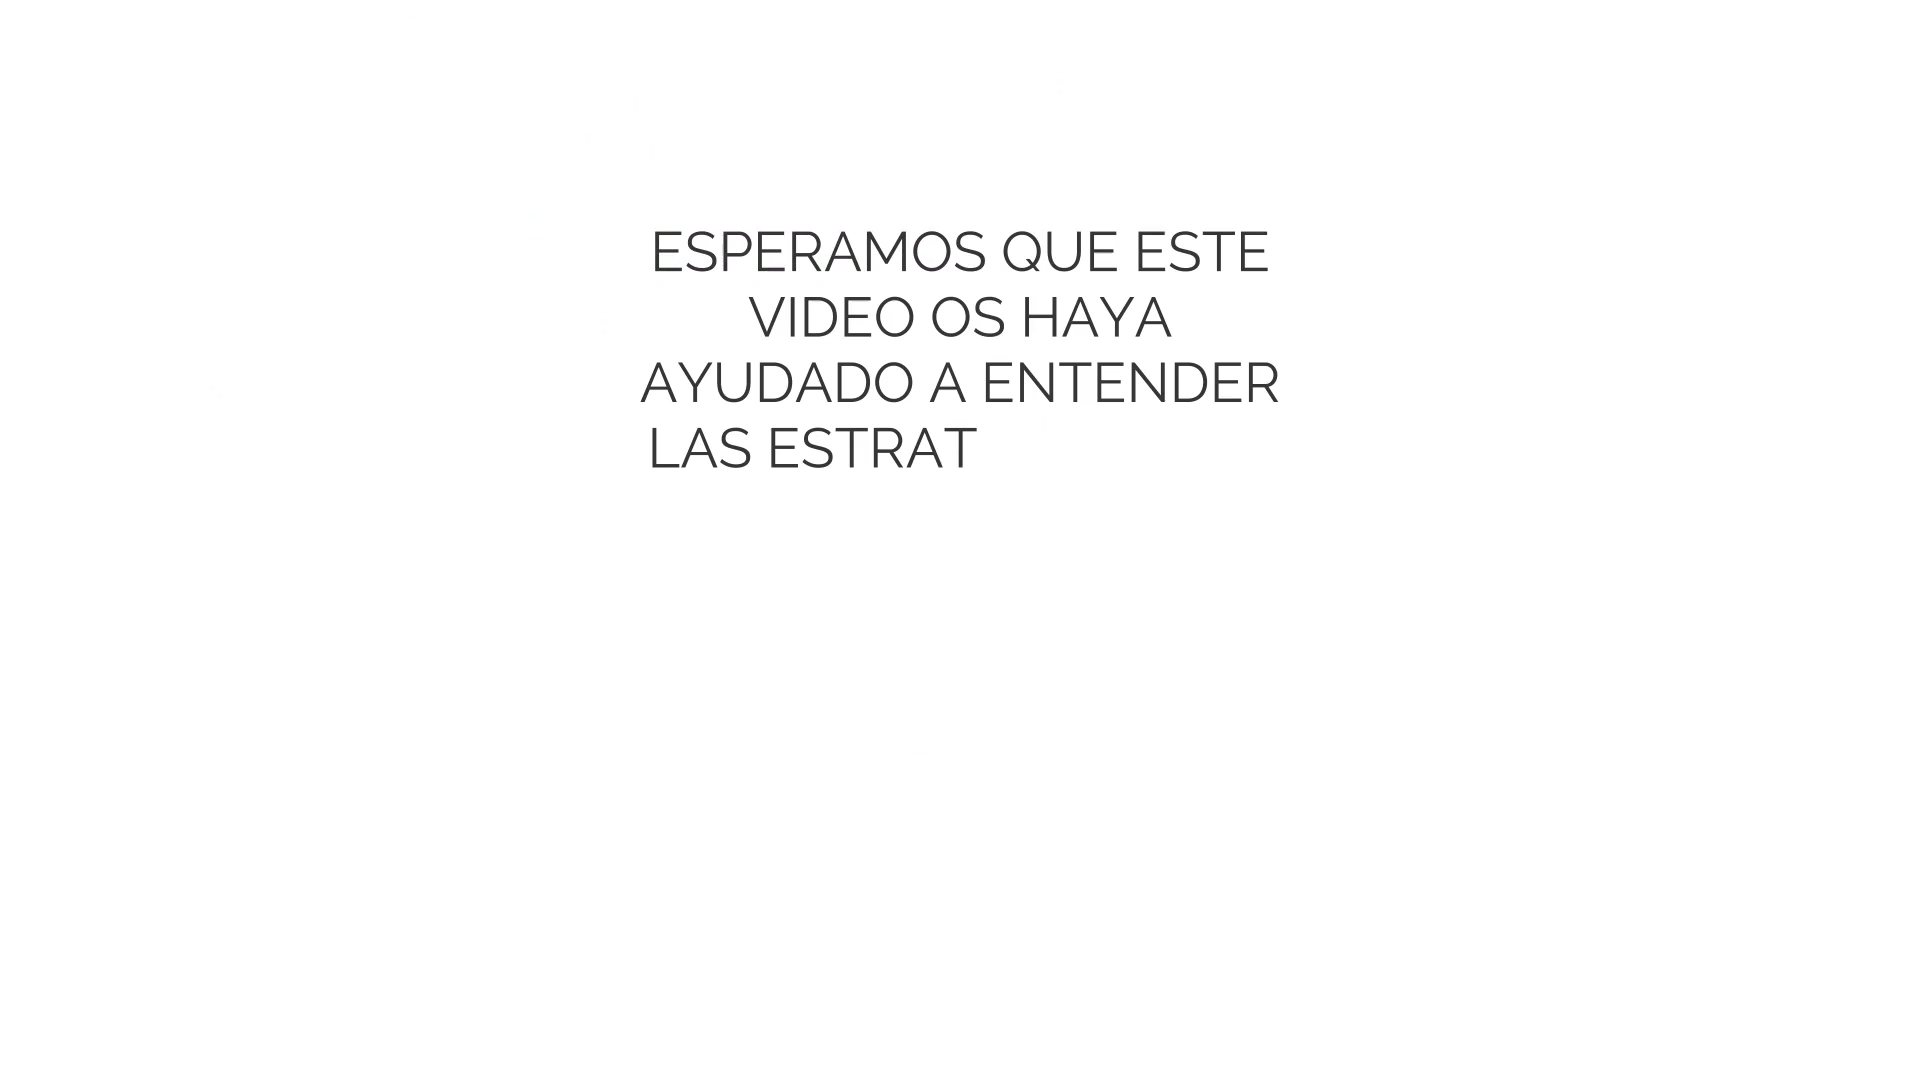 ESPERAMOS QUE ESTE
VIDEO OS HAYA
AYUDADO A ENTENDER
LAS ESTRAT